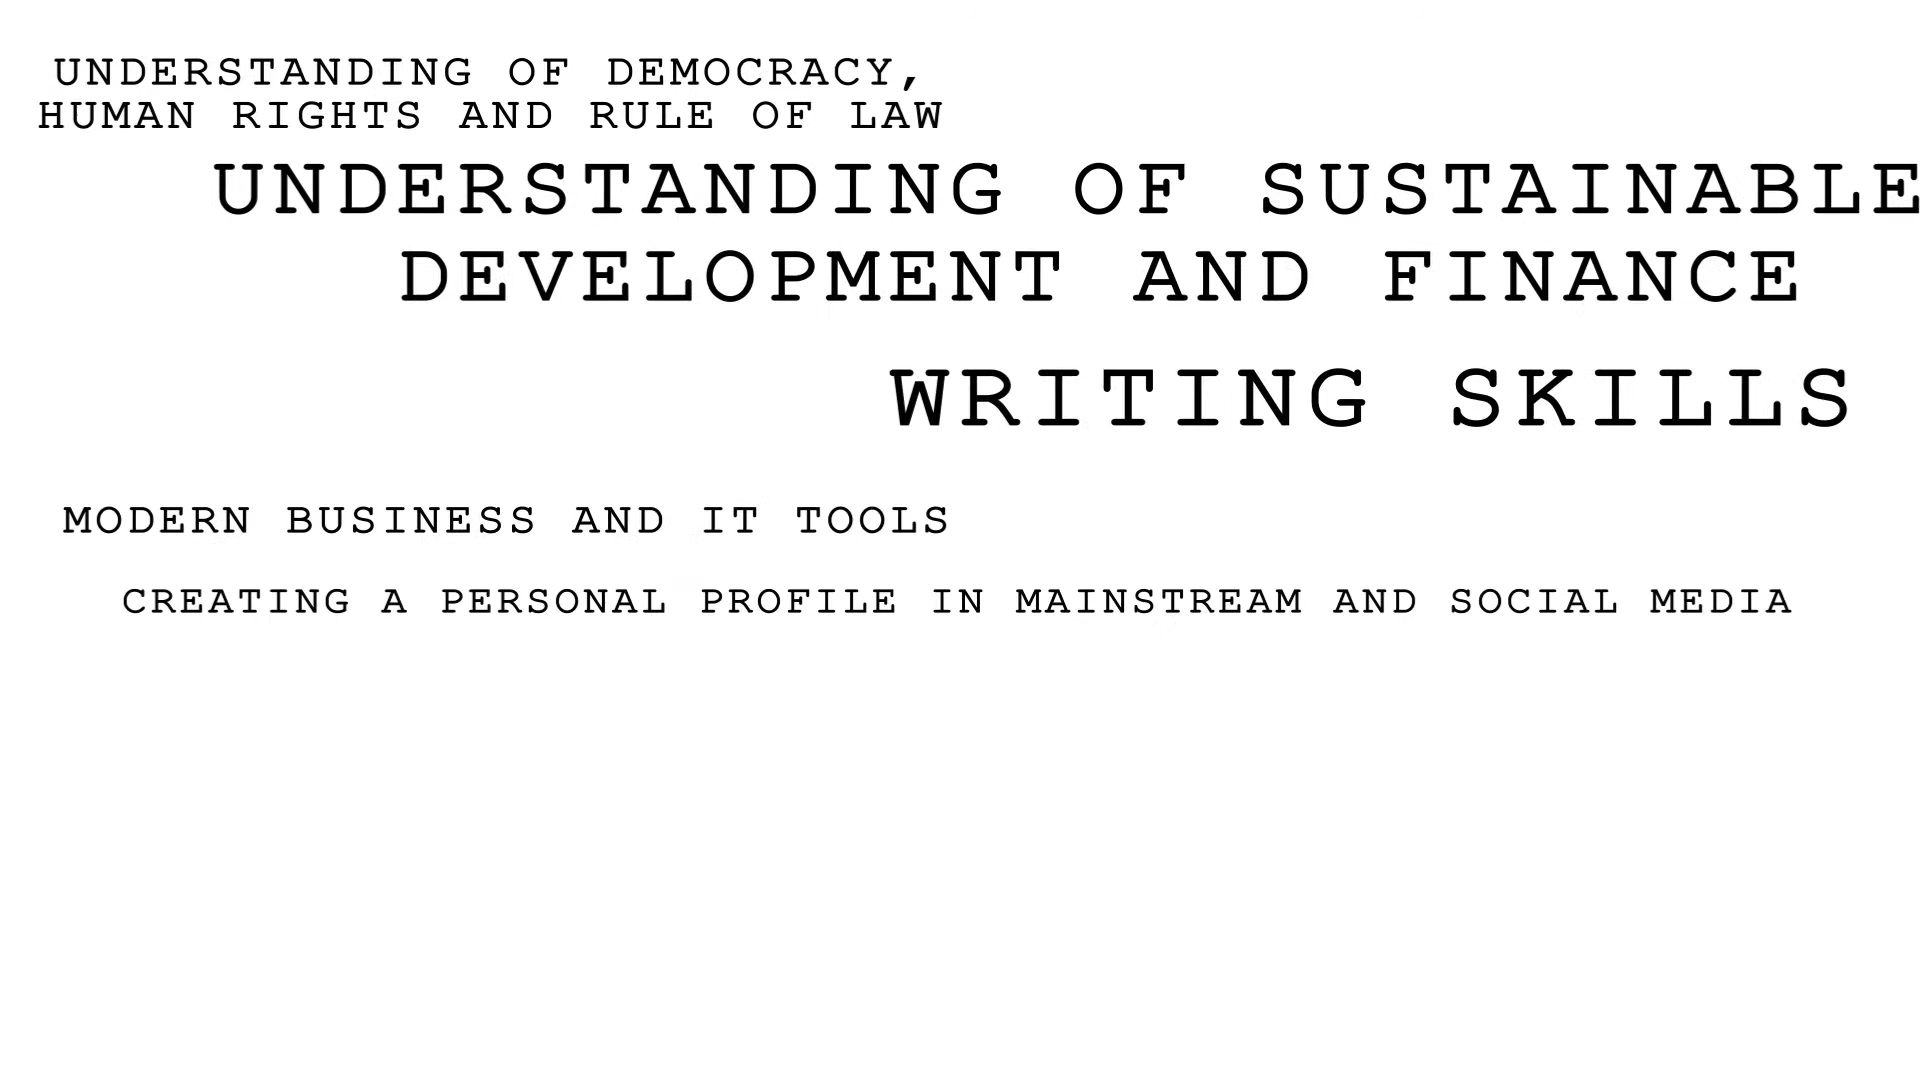 UNDERSTANDING OF DEMOCRACY,
HUMAN RIGHTS AND RULE OF LAW
UNDERSTANDING OF SUSTAINABLE
DEVELOPMENT AND FINANCE
WRITING SKILLS
MODERN BUSINESS AND IT TOOLS
CREATING A PERSONAL PROFILE IN MAINSTREAM AND SOCIAL MEDIA